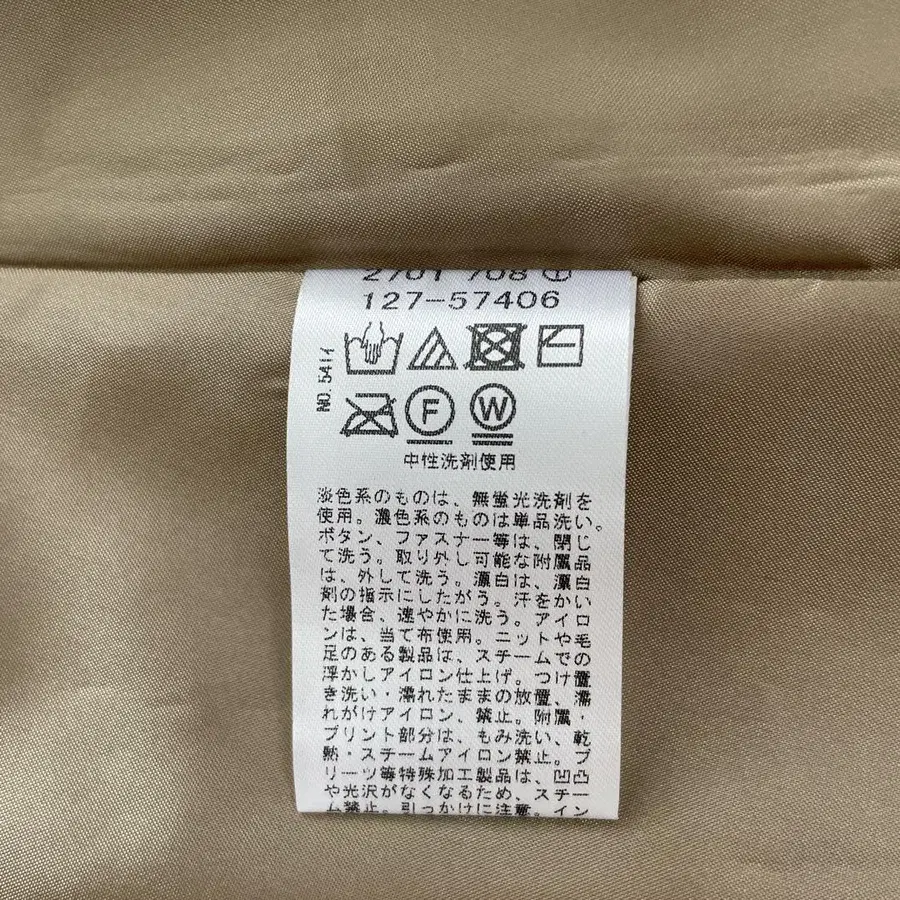 2701 708 ①
127-57406
NO. 5414
F W
中性洗剤使用
淡色系のものは、無蛍光洗剤を
使用。濃色系のものは単品洗い。
ボタン、ファスナー等は、閉じ
て洗う。取り外し可能な附属品
は、外して洗う。漂白は、漂白
剤の指示にしたがう。汗をかい
た場合、速やかに洗う。アイロ
ンは、当て布使用。ニットや毛
足のある製品は、スチームでの
浮かしアイロン仕上げ。つけ置
き洗い・濡れたままの放置、濡
れがけアイロン、禁止。附属・
プリント部分は、もみ洗い、乾
熱・スチームアイロン禁止。プ
リーツ等特殊加工製品は、凹凸
や光沢がなくなるため、スチー
ム禁止。引っかけに注意。イン